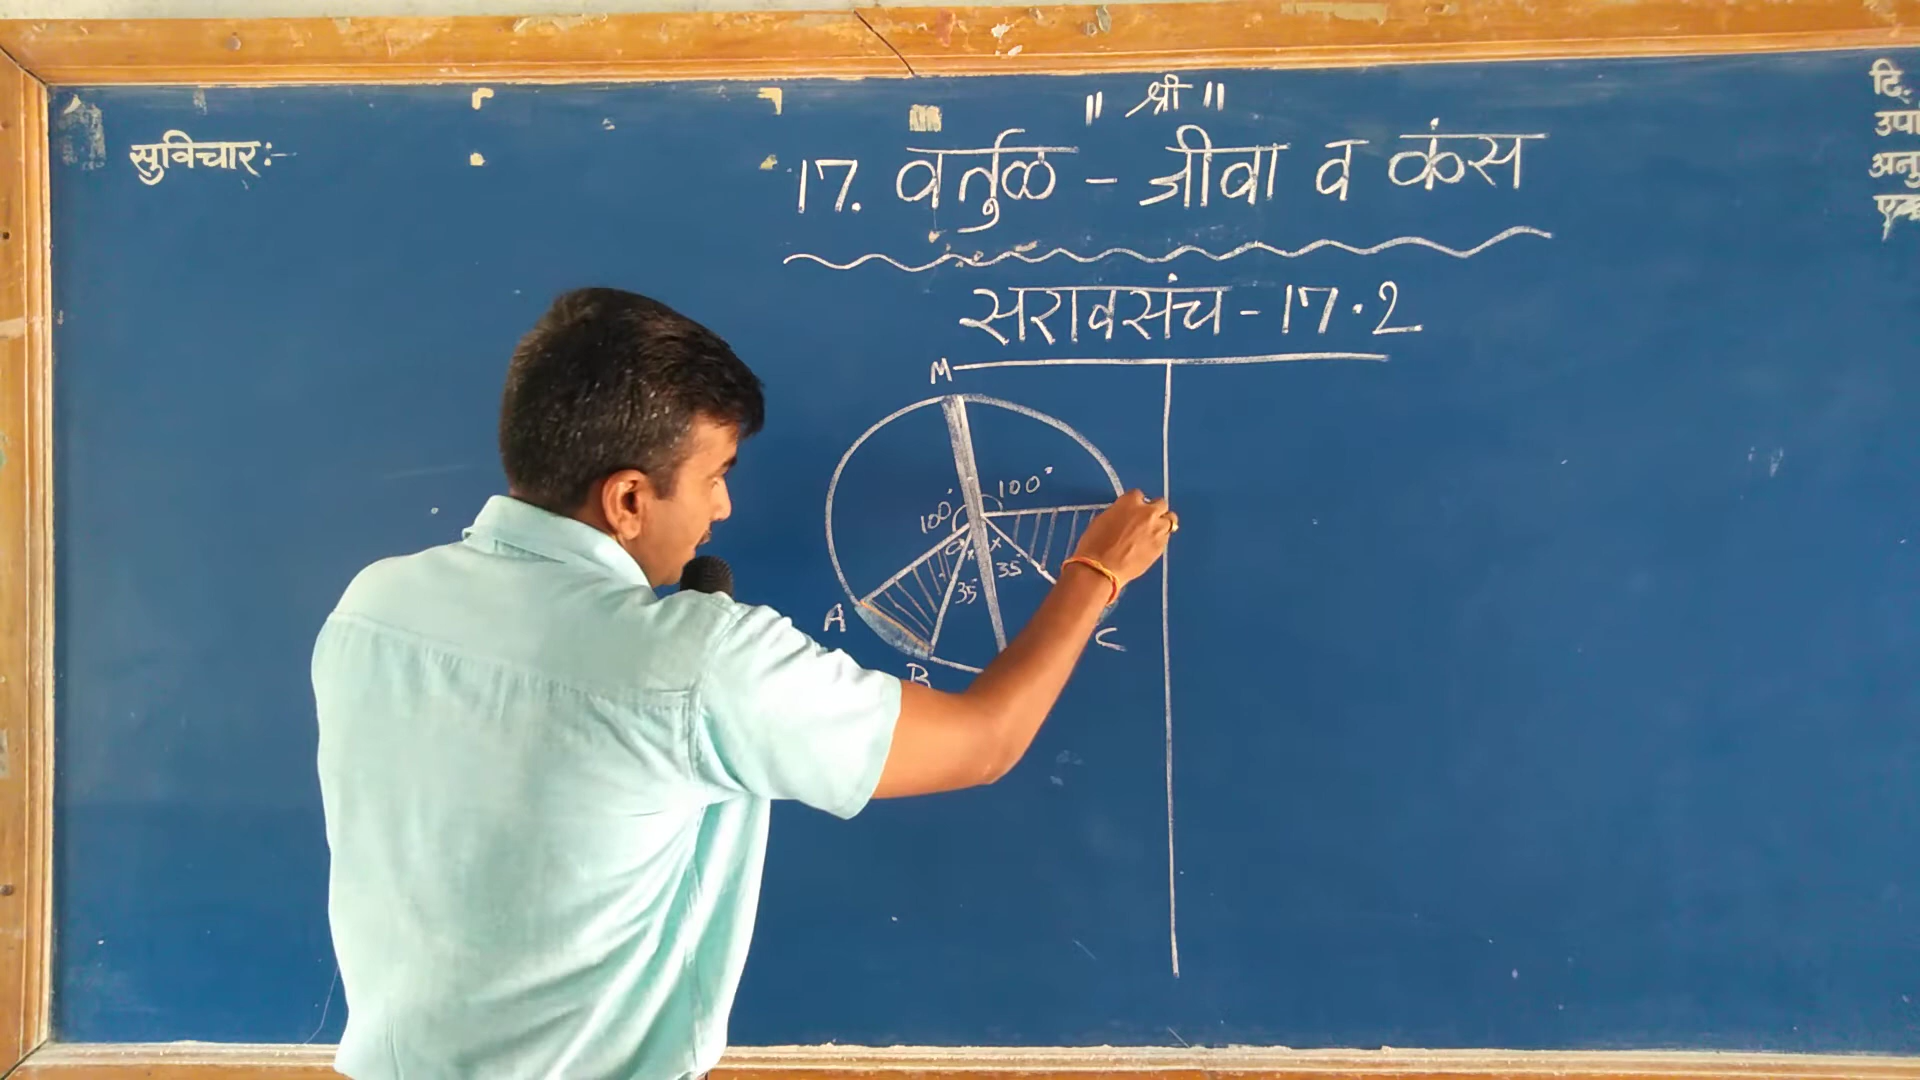 ॥ श्री ॥
सुविचार:-
17. वर्तुळ - जीवा व कंस
सरावसंच - 17.2
M
100°
100°
35
35
A
B
C
दि.